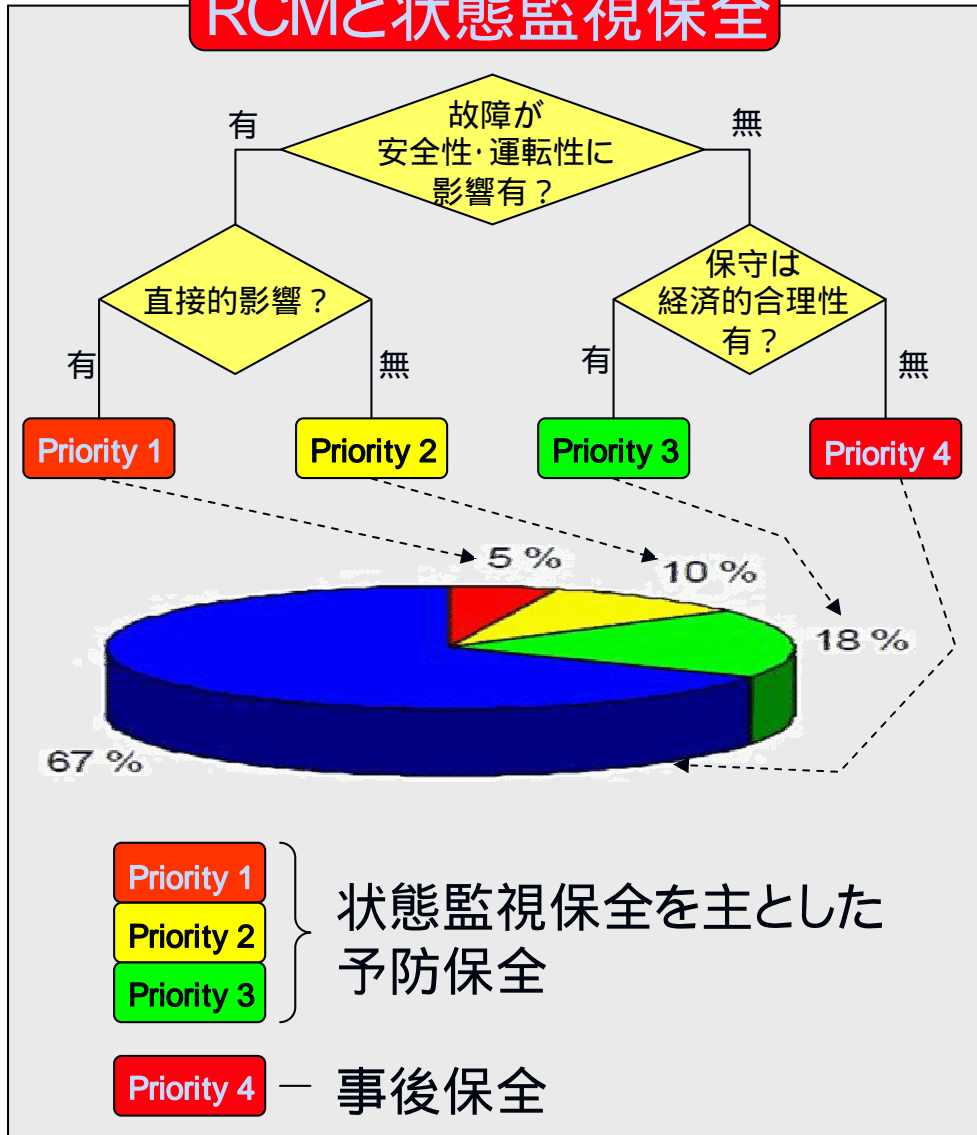 RCMと状態監視保全
故障が
安全性・運転性に
影響有？
有
無
直接的影響？
保守は
経済的合理性
有？
有
無
有
無
Priority 1
Priority 2
Priority 3
Priority 4
5 %
10 %
18 %
67 %
Priority 1
Priority 2
Priority 3
状態監視保全を主とした
予防保全
Priority 4
事後保全